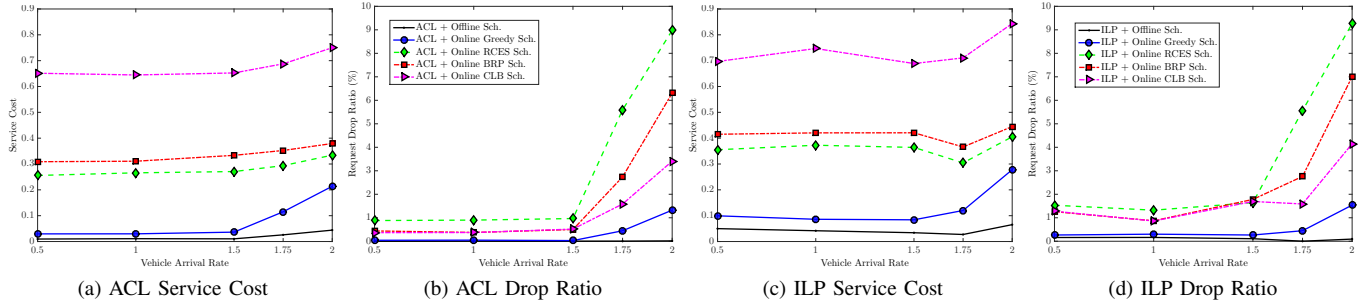 0.9
0.8
0.7
0.6
0.5
0.4
0.3
0.2
0.1
0
Service Cost
0.5 1 1.5 1.75 2
Vehicle Arrival Rate
(a) ACL Service Cost
10
9
8
7
6
5
4
3
2
1
0
Request Drop Ratio (%)
ACL + Offline Sch.
ACL + Online Greedy Sch.
ACL + Online RCES Sch.
ACL + Online BRP Sch.
ACL + Online CLB Sch.
0.5 1 1.5 1.75 2
Vehicle Arrival Rate
(b) ACL Drop Ratio
0.9
0.8
0.7
0.6
0.5
0.4
0.3
0.2
0.1
0
Service Cost
0.5 1 1.5 1.75 2
Vehicle Arrival Rate
(c) ILP Service Cost
10
9
8
7
6
5
4
3
2
1
0
Request Drop Ratio (%)
ILP + Offline Sch.
ILP + Online Greedy Sch.
ILP + Online RCES Sch.
ILP + Online BRP Sch.
ILP + Online CLB Sch.
0.5 1 1.5 1.75 2
Vehicle Arrival Rate
(d) ILP Drop Ratio